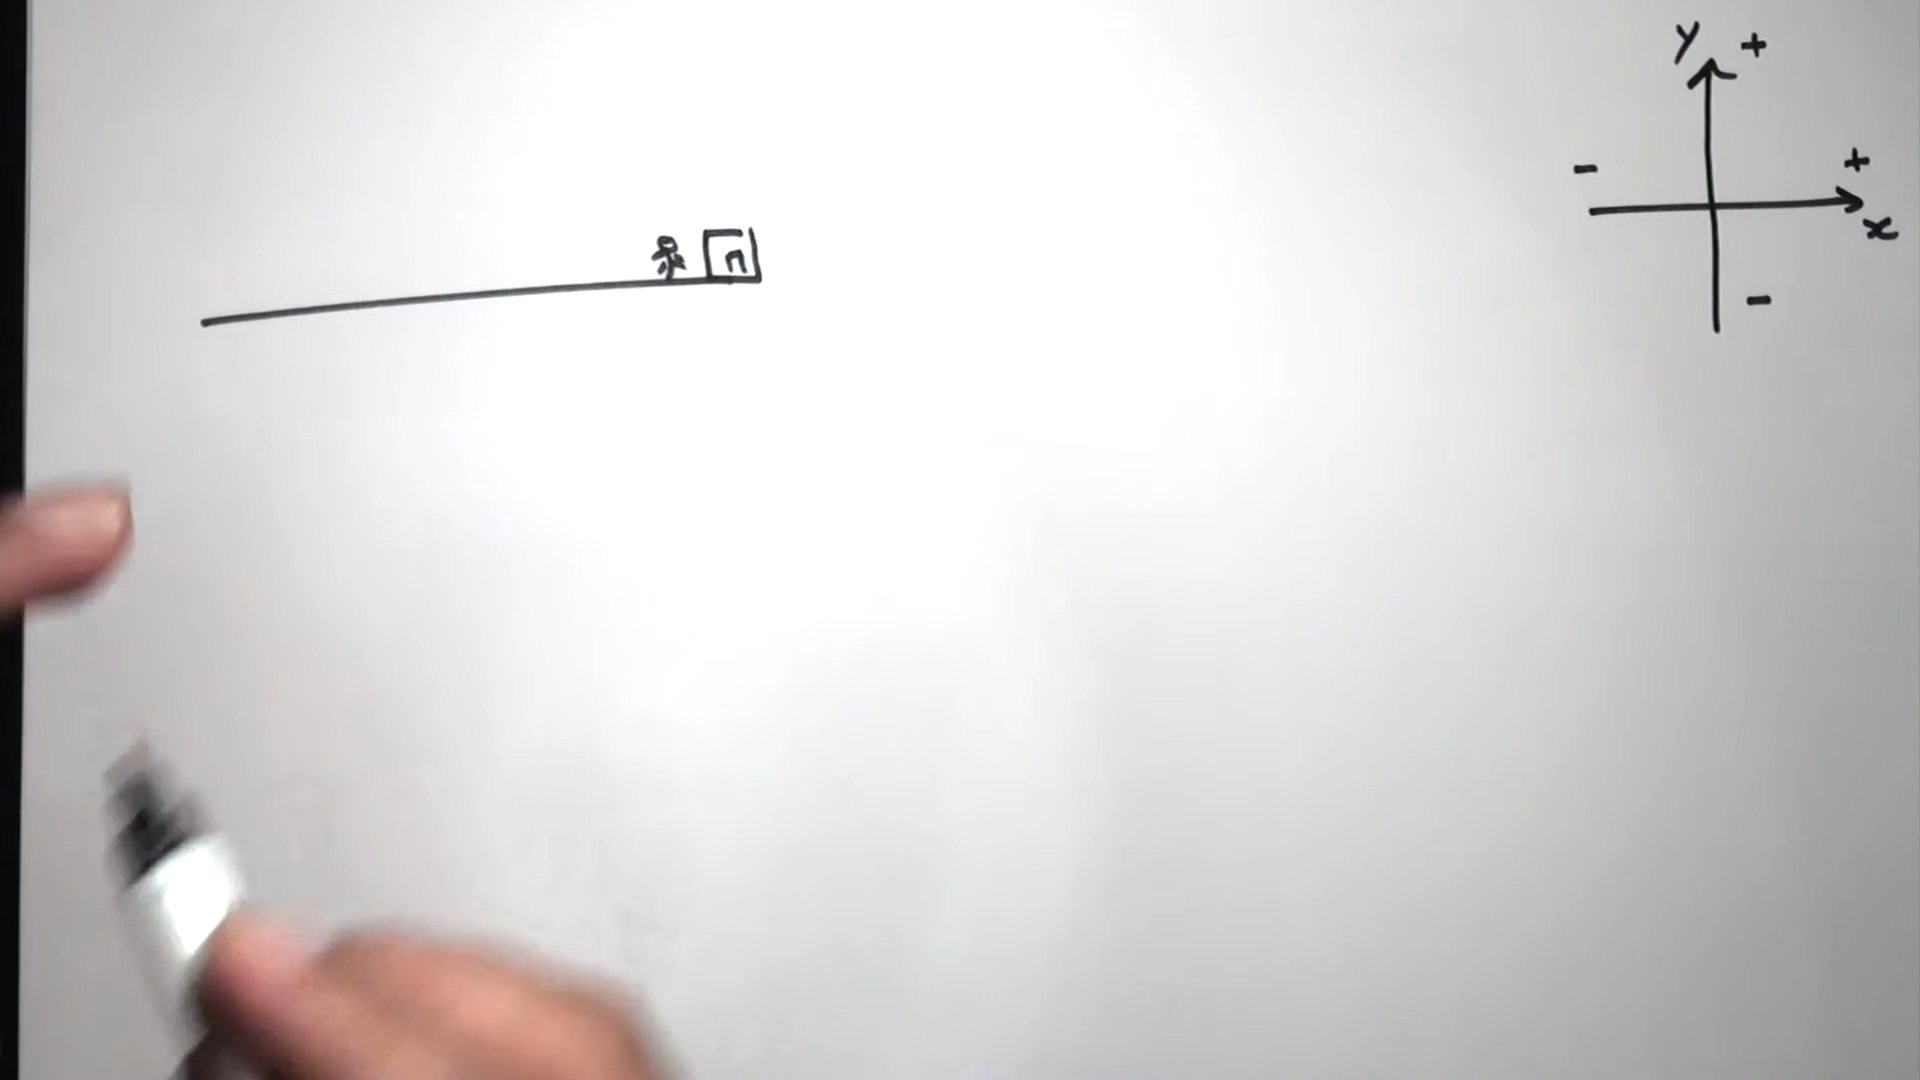 y +
- +
x
-